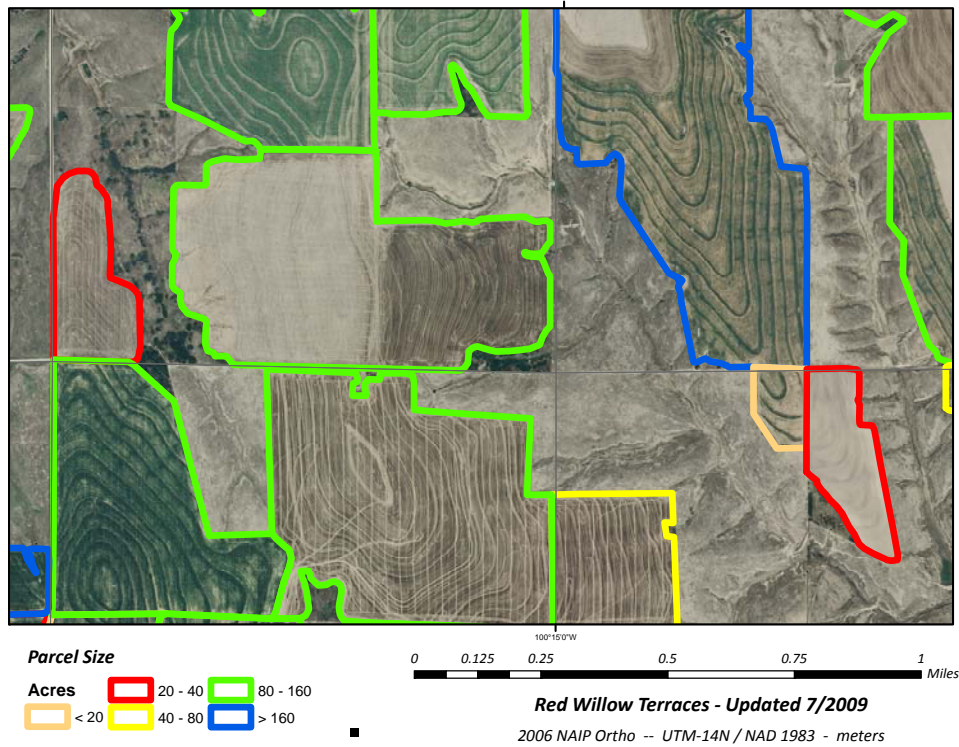 100°15'0"W
Parcel Size
Acres
< 20
20 - 40
40 - 80
80 - 160
> 160
0 0.125 0.25 0.5 0.75 1
Miles
Red Willow Terraces - Updated 7/2009
2006 NAIP Ortho -- UTM-14N / NAD 1983 - meters